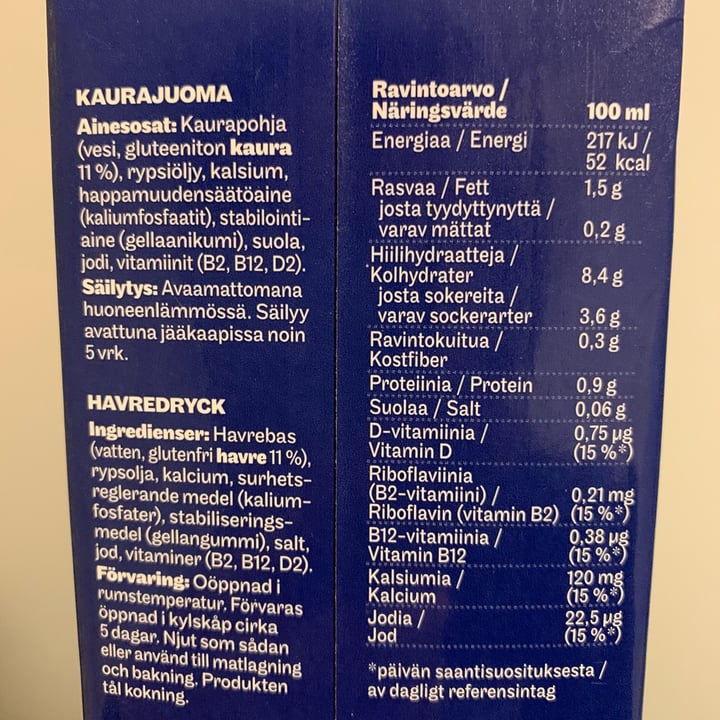 KAURAJUOMA
Ainesosat: Kaurapohja
(vesi, gluteeniton kaura
11 %), rypsiöljy, kalsium,
happamuudensäätöaine
(kaliumfosfaatit), stabilointi-
aine (gellaanikumi), suola,
jodi, vitamiinit (B2, B12, D2).
Säilytys: Avaamattomana
huoneenlämmössä. Säilyy
avattuna jääkaapissa noin
5 vrk.
HAVREDRYCK
Ingredienser: Havrebas
(vatten, glutenfri havre 11 %),
rypsolja, kalcium, surhets-
reglerande medel (kalium-
fosfater), stabiliserings-
medel (gellangummi), salt,
jod, vitaminer (B2, B12, D2).
Förvaring: Oöppnad i
rumstemperatur. Förvaras
öppnad i kylskåp cirka
5 dagar. Njut som sådan
eller använd till matlagning
och bakning. Produkten
tål kokning.
Ravintoarvo /
Näringsvärde 100 ml
Energiaa / Energi 217 kJ /
52 kcal
Rasvaa / Fett 1,5 g
josta tyydyttynyttä /
varav mättat 0,2 g
Hiilihydraatteja /
Kolhydrater 8,4 g
josta sokereita /
varav sockerarter 3,6 g
Ravintokuitua / 0,3 g
Kostfiber
Proteiinia / Protein 0,9 g
Suolaa / Salt 0,06 g
D-vitamiinia / 0,75 µg
Vitamin D (15 %*)
Riboflaviinia
(B2-vitamiini) / 0,21 mg
Riboflavin (vitamin B2) (15 %*)
B12-vitamiinia / 0,38 µg
Vitamin B12 (15 %*)
Kalsiumia / 120 mg
Kalcium (15 %*)
Jodia / 22,5 µg
Jod (15 %*)
*päivän saantisuosituksesta /
av dagligt referensintag